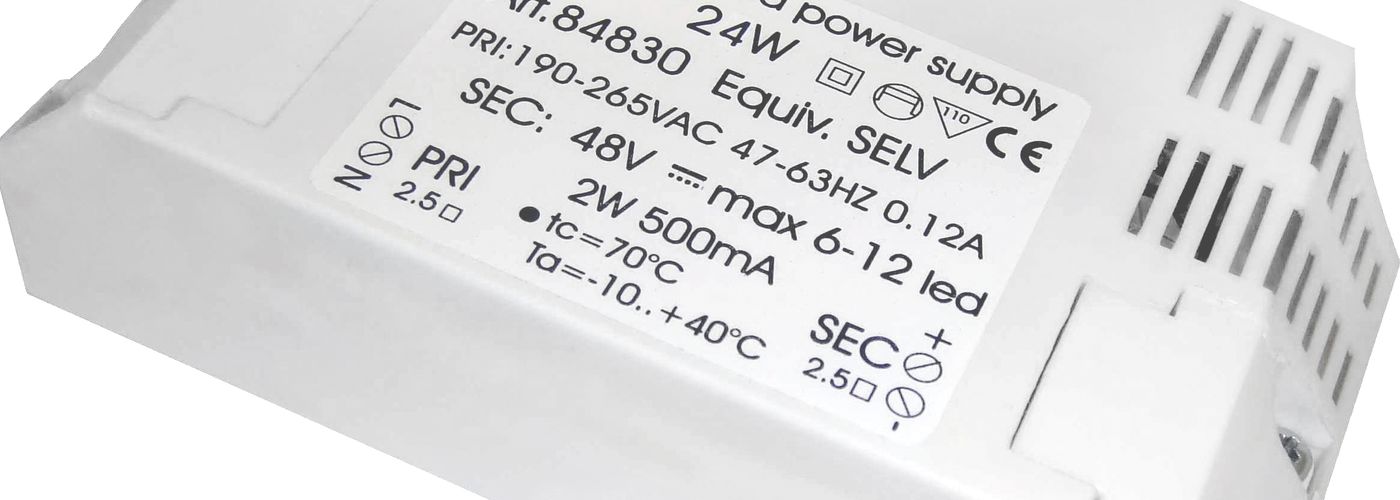 power supply
24W
Art.84830 Equiv. SELV
110 CE
PRI:190-265VAC 47-63HZ 0.12A
SEC: 48V max 6-12 led
2W 500mA
tc=70°C
Ta=-10..+40°C
N 1
PRI
2.5
SEC + -
2.5